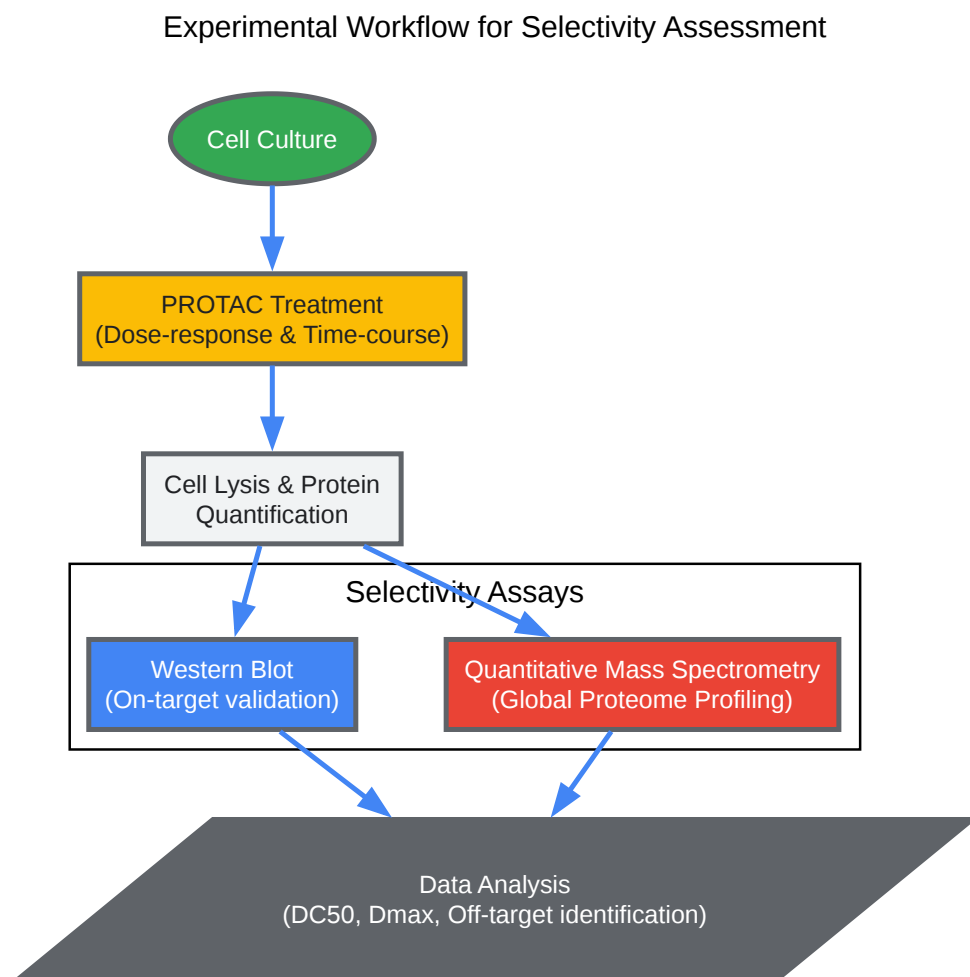 Experimental Workflow for Selectivity Assessment
Cell Culture
PROTAC Treatment
(Dose-response & Time-course)
Cell Lysis & Protein
Quantification
Selectivity Assays
Western Blot
(On-target validation)
Quantitative Mass Spectrometry
(Global Proteome Profiling)
Data Analysis
(DC50, Dmax, Off-target identification)